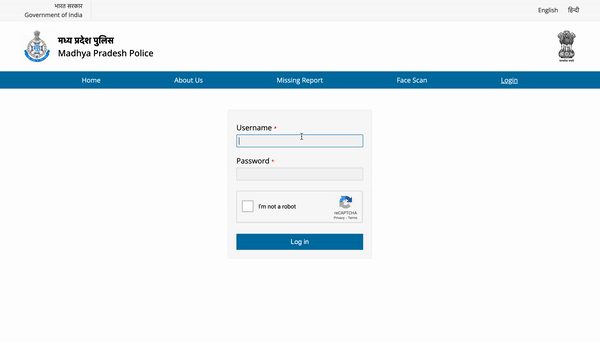 भारत सरकार
Government of India
English हिन्दी
मध्य प्रदेश पुलिस
Madhya Pradesh Police
Home About Us Missing Report Face Scan Login
Username *
Password *
I'm not a robot
reCAPTCHA
Privacy - Terms
Log in